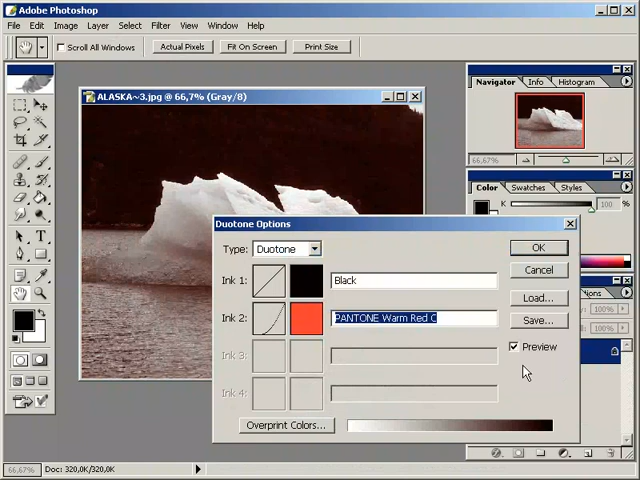 Adobe Photoshop
File Edit Image Layer Select Filter View Window Help
Scroll All Windows Actual Pixels Fit On Screen Print Size
ALASKA~3.jpg @ 66,7% (Gray/8)
Navigator Info Histogram
66,67%
Color Swatches Styles
K 100 %
Duotone Options
Type: Duotone OK
Cancel
Ink 1: Black
Load...
Ink 2: PANTONE Warm Red C
Save...
Preview
Ink 3:
Ink 4:
Overprint Colors...
100%
100%
66,67% Doc: 320,0K/320,0K